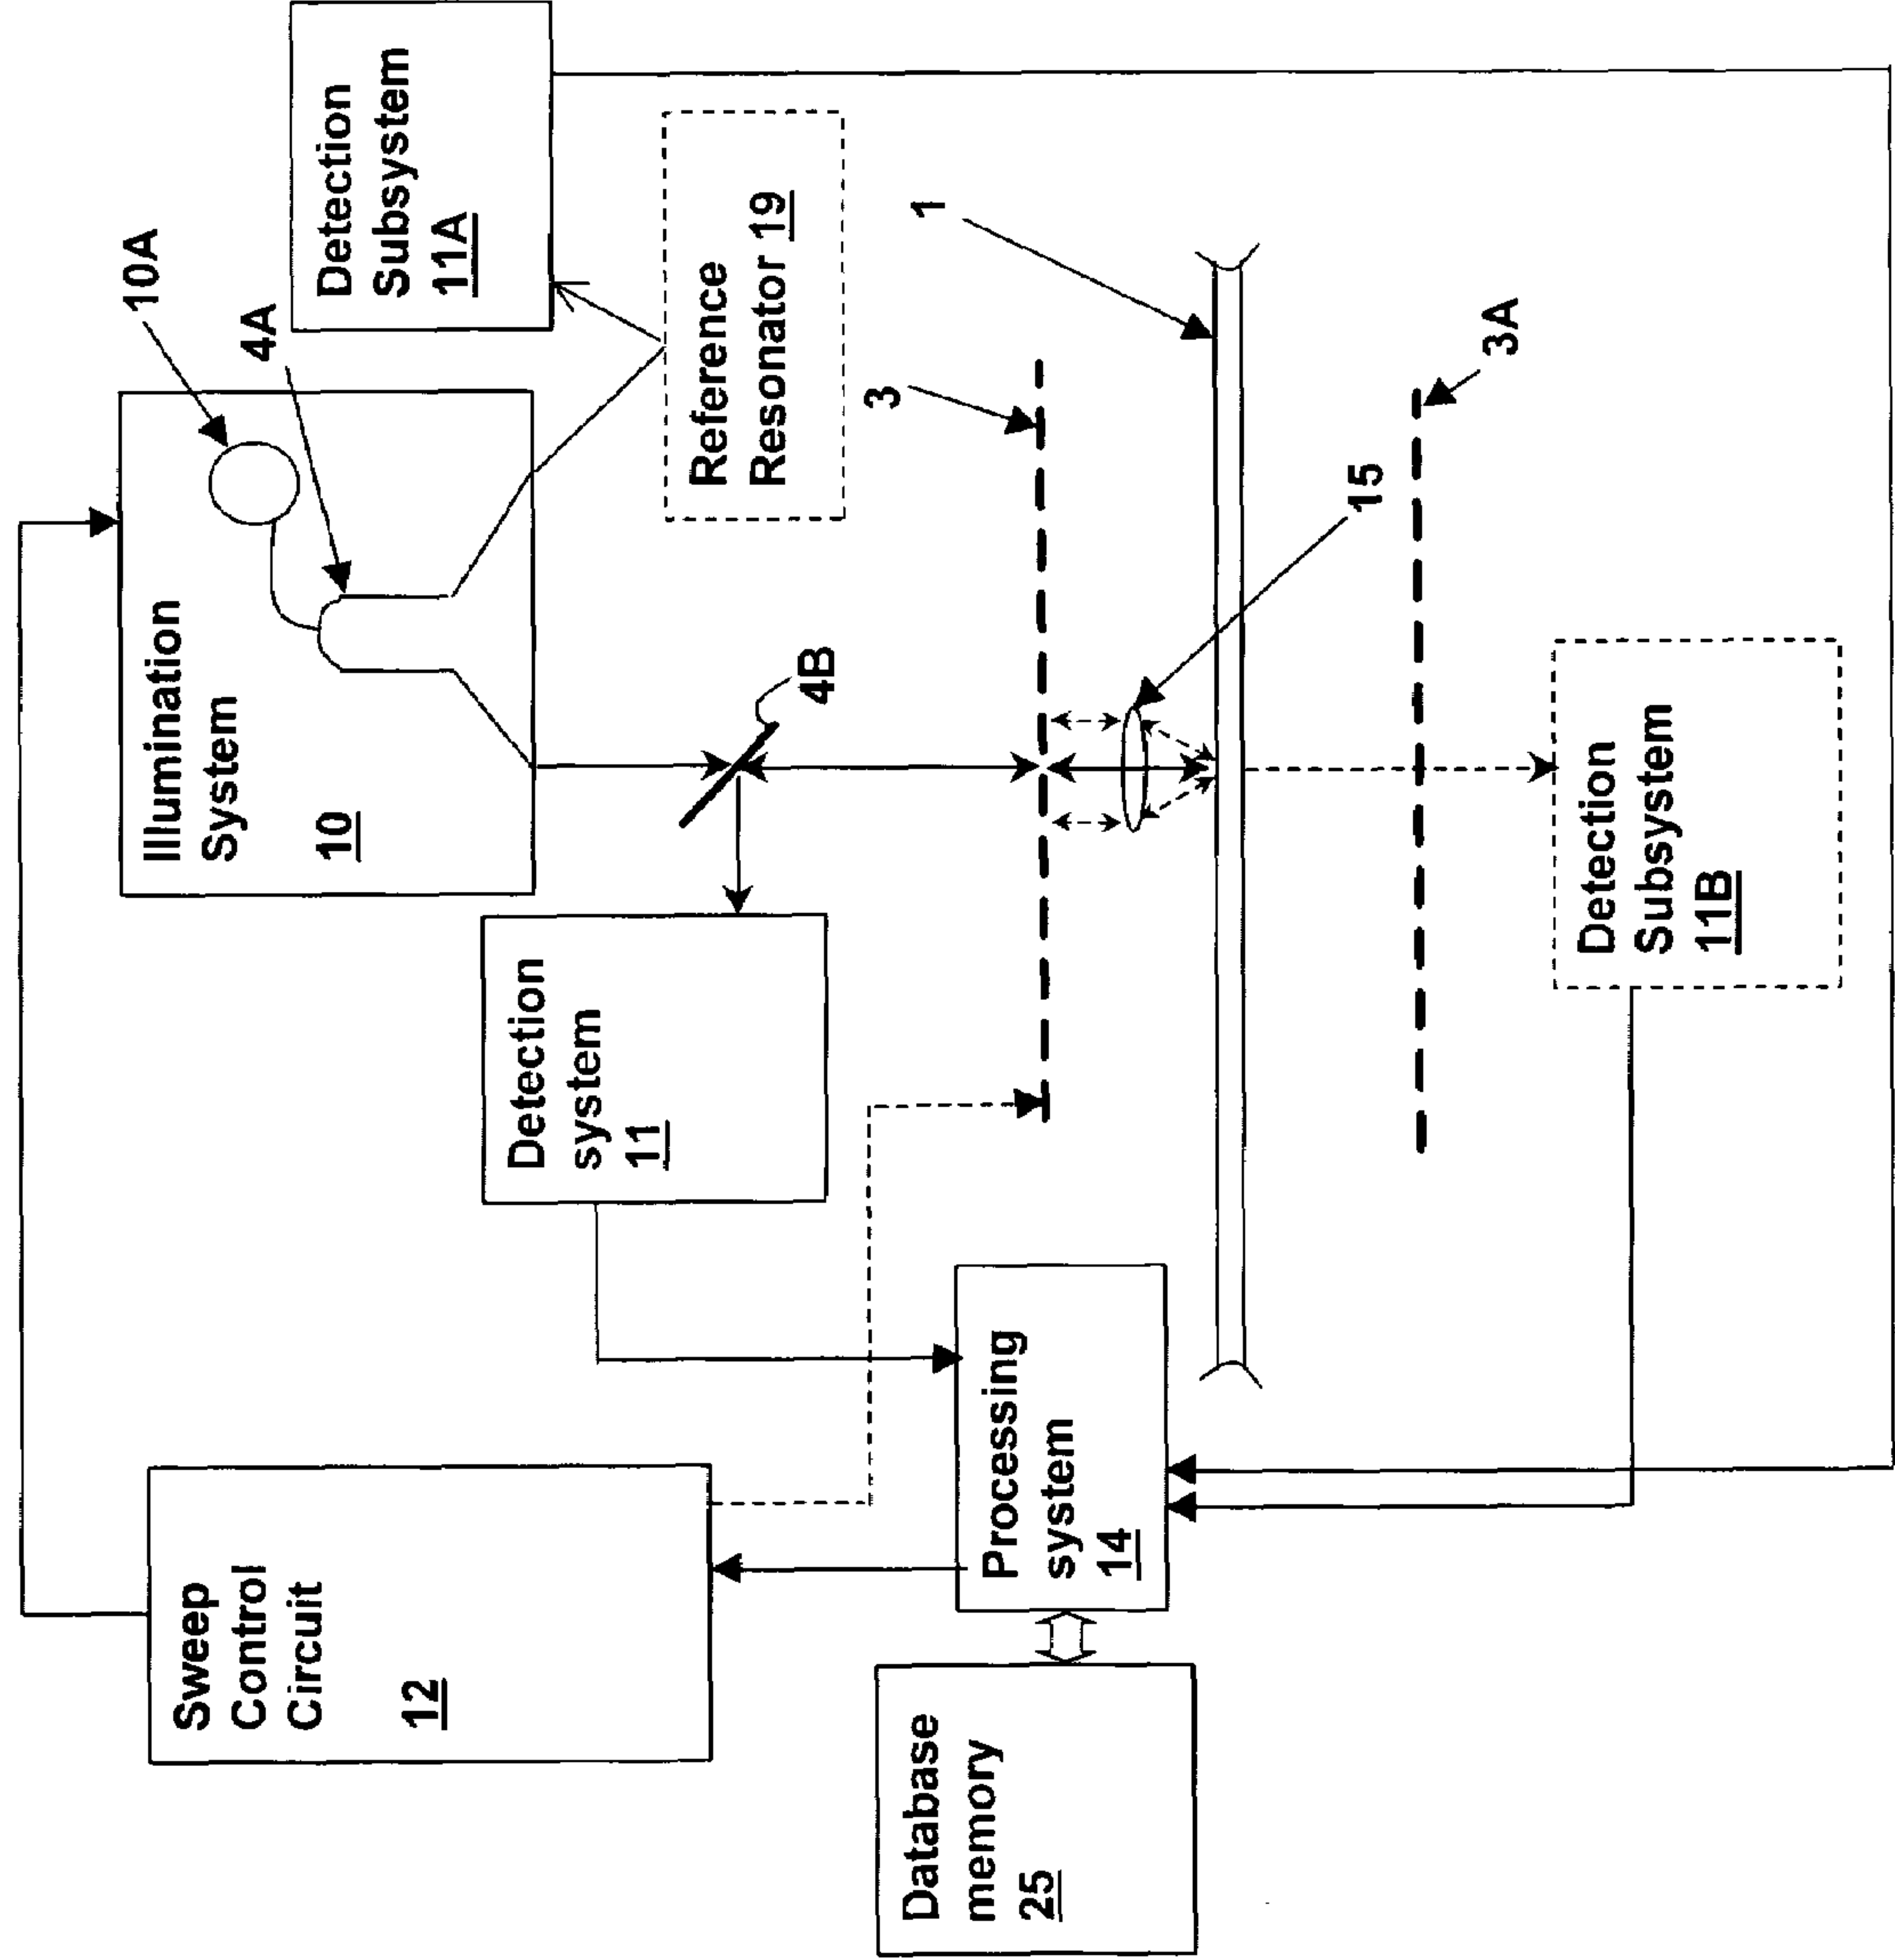 Sweep
Control
Circuit
12
Illumination
System
10
10A
4A
Detection
Subsystem
11A
Detection
system
11
4B
Reference
Resonator 19
3
1
Database
memory
25
Processing
system
14
15
3A
Detection
Subsystem
11B